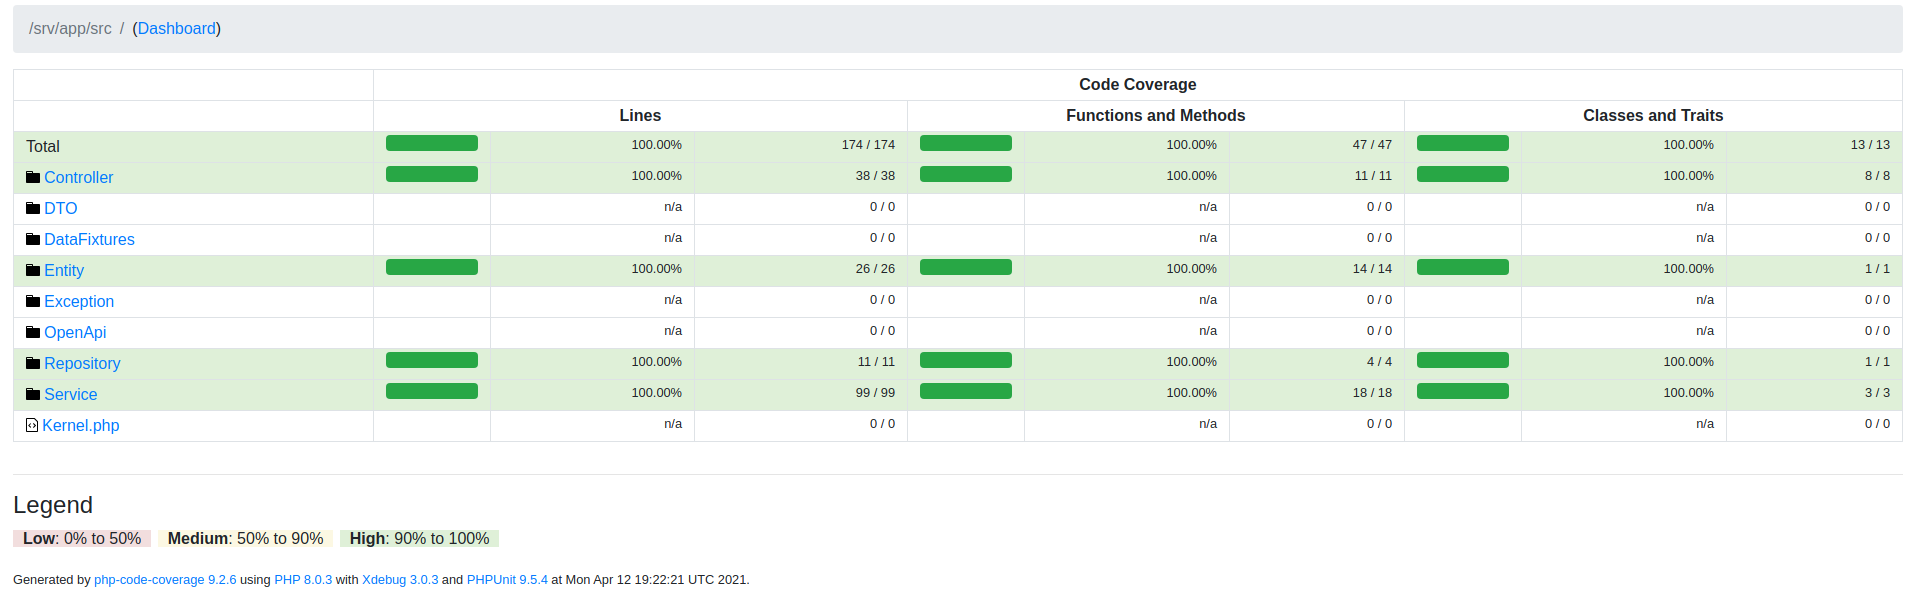 /srv/app/src / (Dashboard)
Code Coverage
Lines Functions and Methods Classes and Traits
Total 100.00% 174 / 174 100.00% 47 / 47 100.00% 13 / 13
Controller 100.00% 38 / 38 100.00% 11 / 11 100.00% 8 / 8
DTO n/a 0 / 0 n/a 0 / 0 n/a 0 / 0
DataFixtures n/a 0 / 0 n/a 0 / 0 n/a 0 / 0
Entity 100.00% 26 / 26 100.00% 14 / 14 100.00% 1 / 1
Exception n/a 0 / 0 n/a 0 / 0 n/a 0 / 0
OpenApi n/a 0 / 0 n/a 0 / 0 n/a 0 / 0
Repository 100.00% 11 / 11 100.00% 4 / 4 100.00% 1 / 1
Service 100.00% 99 / 99 100.00% 18 / 18 100.00% 3 / 3
Kernel.php n/a 0 / 0 n/a 0 / 0 n/a 0 / 0
Legend
Low: 0% to 50% Medium: 50% to 90% High: 90% to 100%
Generated by php-code-coverage 9.2.6 using PHP 8.0.3 with Xdebug 3.0.3 and PHPUnit 9.5.4 at Mon Apr 12 19:22:21 UTC 2021.